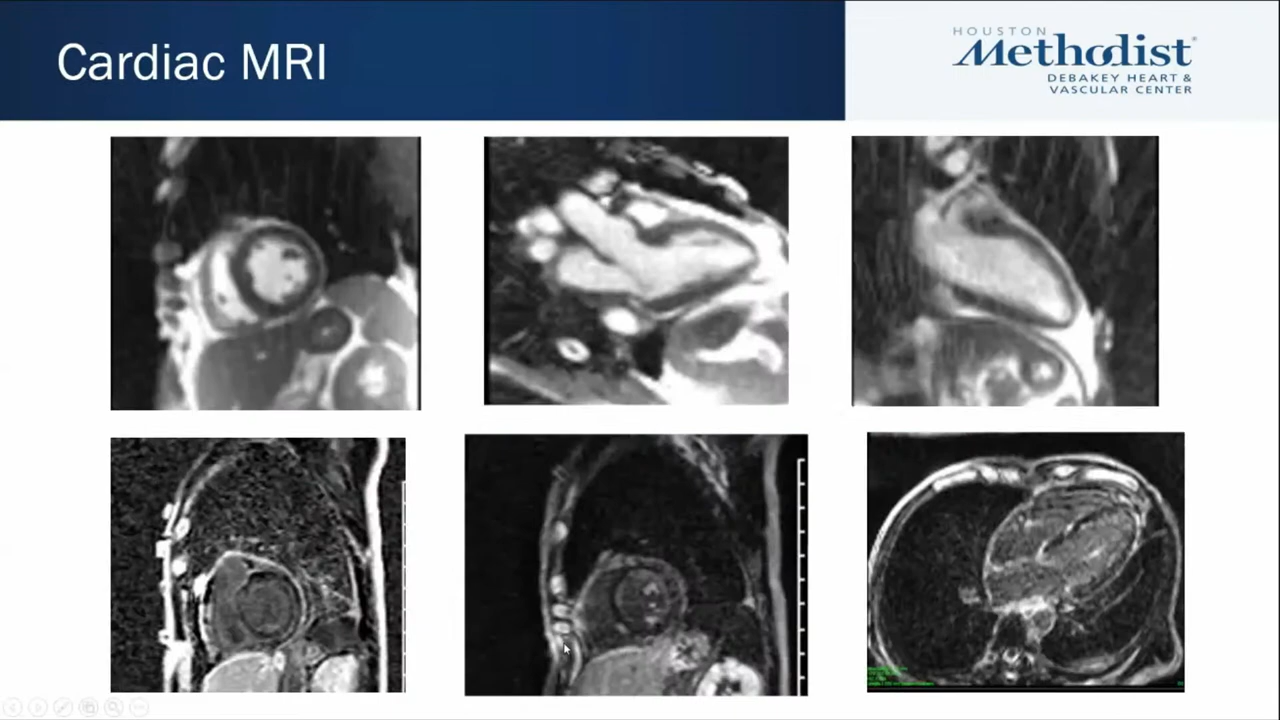 Cardiac MRI
HOUSTON
Methodist
DEBAKEY HEART &
VASCULAR CENTER